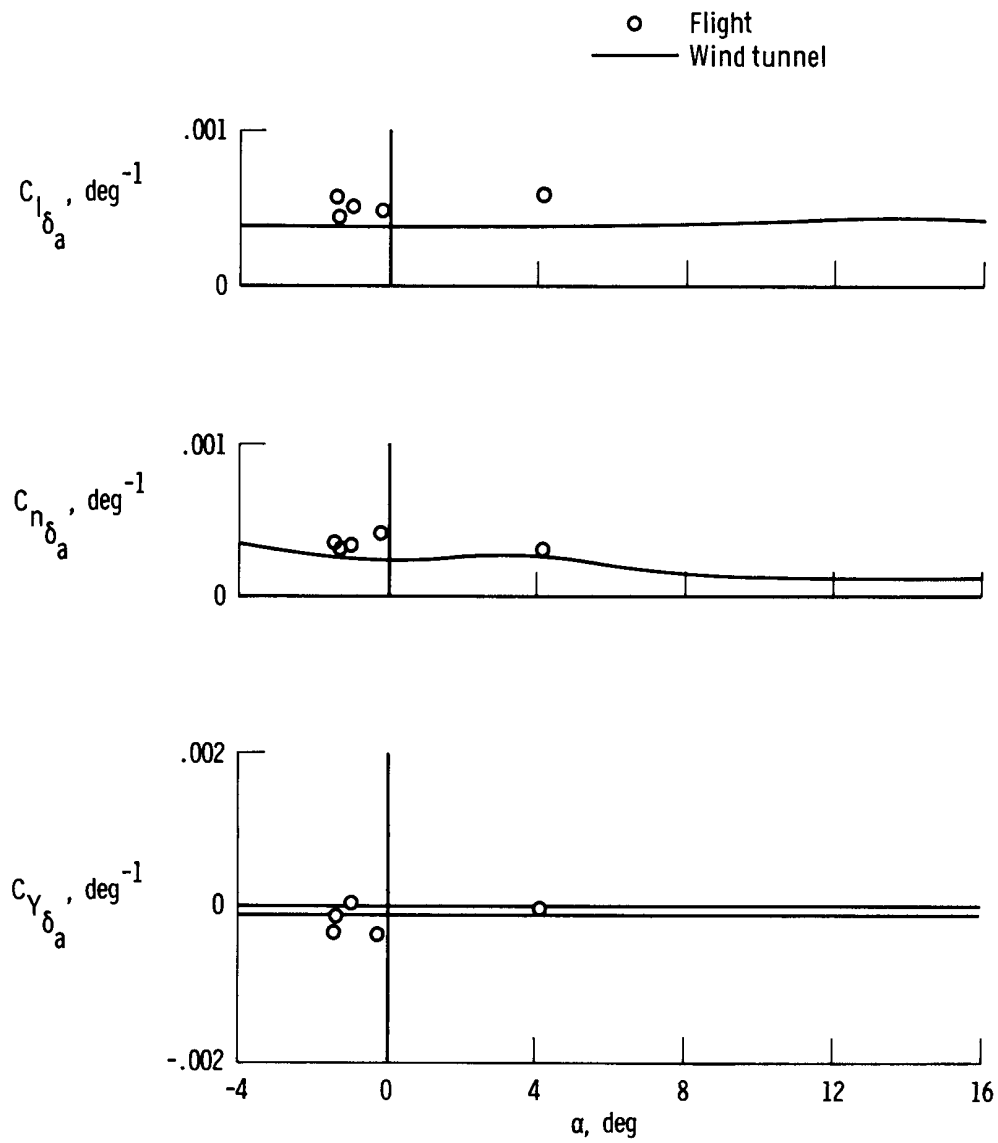 Flight
Wind tunnel
.001
C_{l_{δ_a}}, deg⁻¹
0
.001
C_{n_{δ_a}}, deg⁻¹
0
.002
C_{Y_{δ_a}}, deg⁻¹
0
-.002
-4 0 4 8 12 16
α, deg